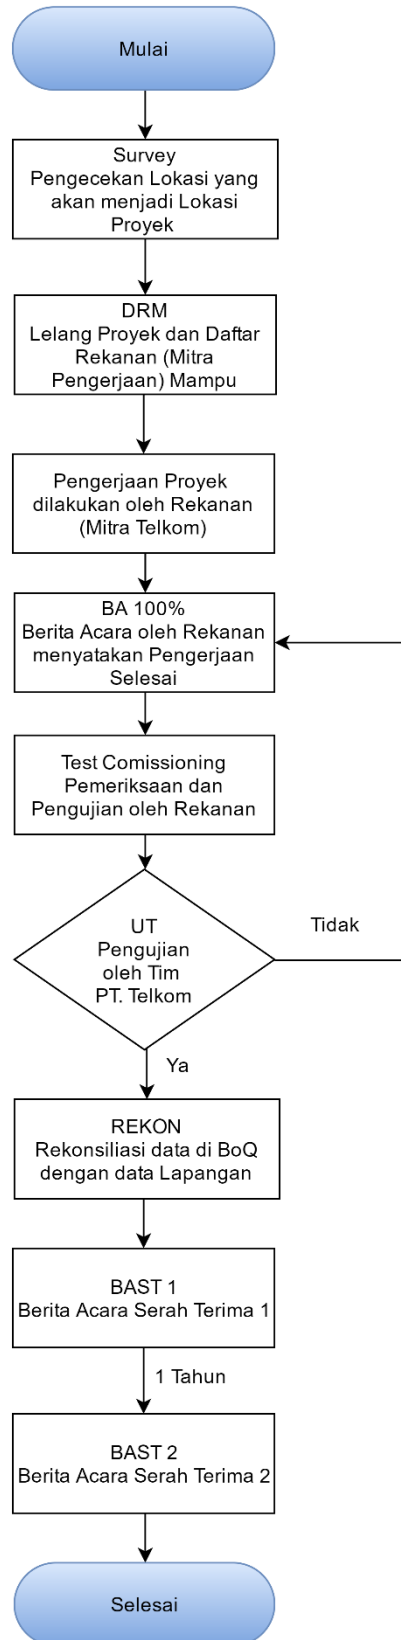 Mulai
Survey
Pengecekan Lokasi yang
akan menjadi Lokasi
Proyek
DRM
Lelang Proyek dan Daftar
Rekanan (Mitra
Pengerjaan) Mampu
Pengerjaan Proyek
dilakukan oleh Rekanan
(Mitra Telkom)
BA 100%
Berita Acara oleh Rekanan
menyatakan Pengerjaan
Selesai
Test Comissioning
Pemeriksaan dan
Pengujian oleh Rekanan
UT
Pengujian
oleh Tim
PT. Telkom
Tidak
Ya
REKON
Rekonsiliasi data di BoQ
dengan data Lapangan
BAST 1
Berita Acara Serah Terima 1
1 Tahun
BAST 2
Berita Acara Serah Terima 2
Selesai